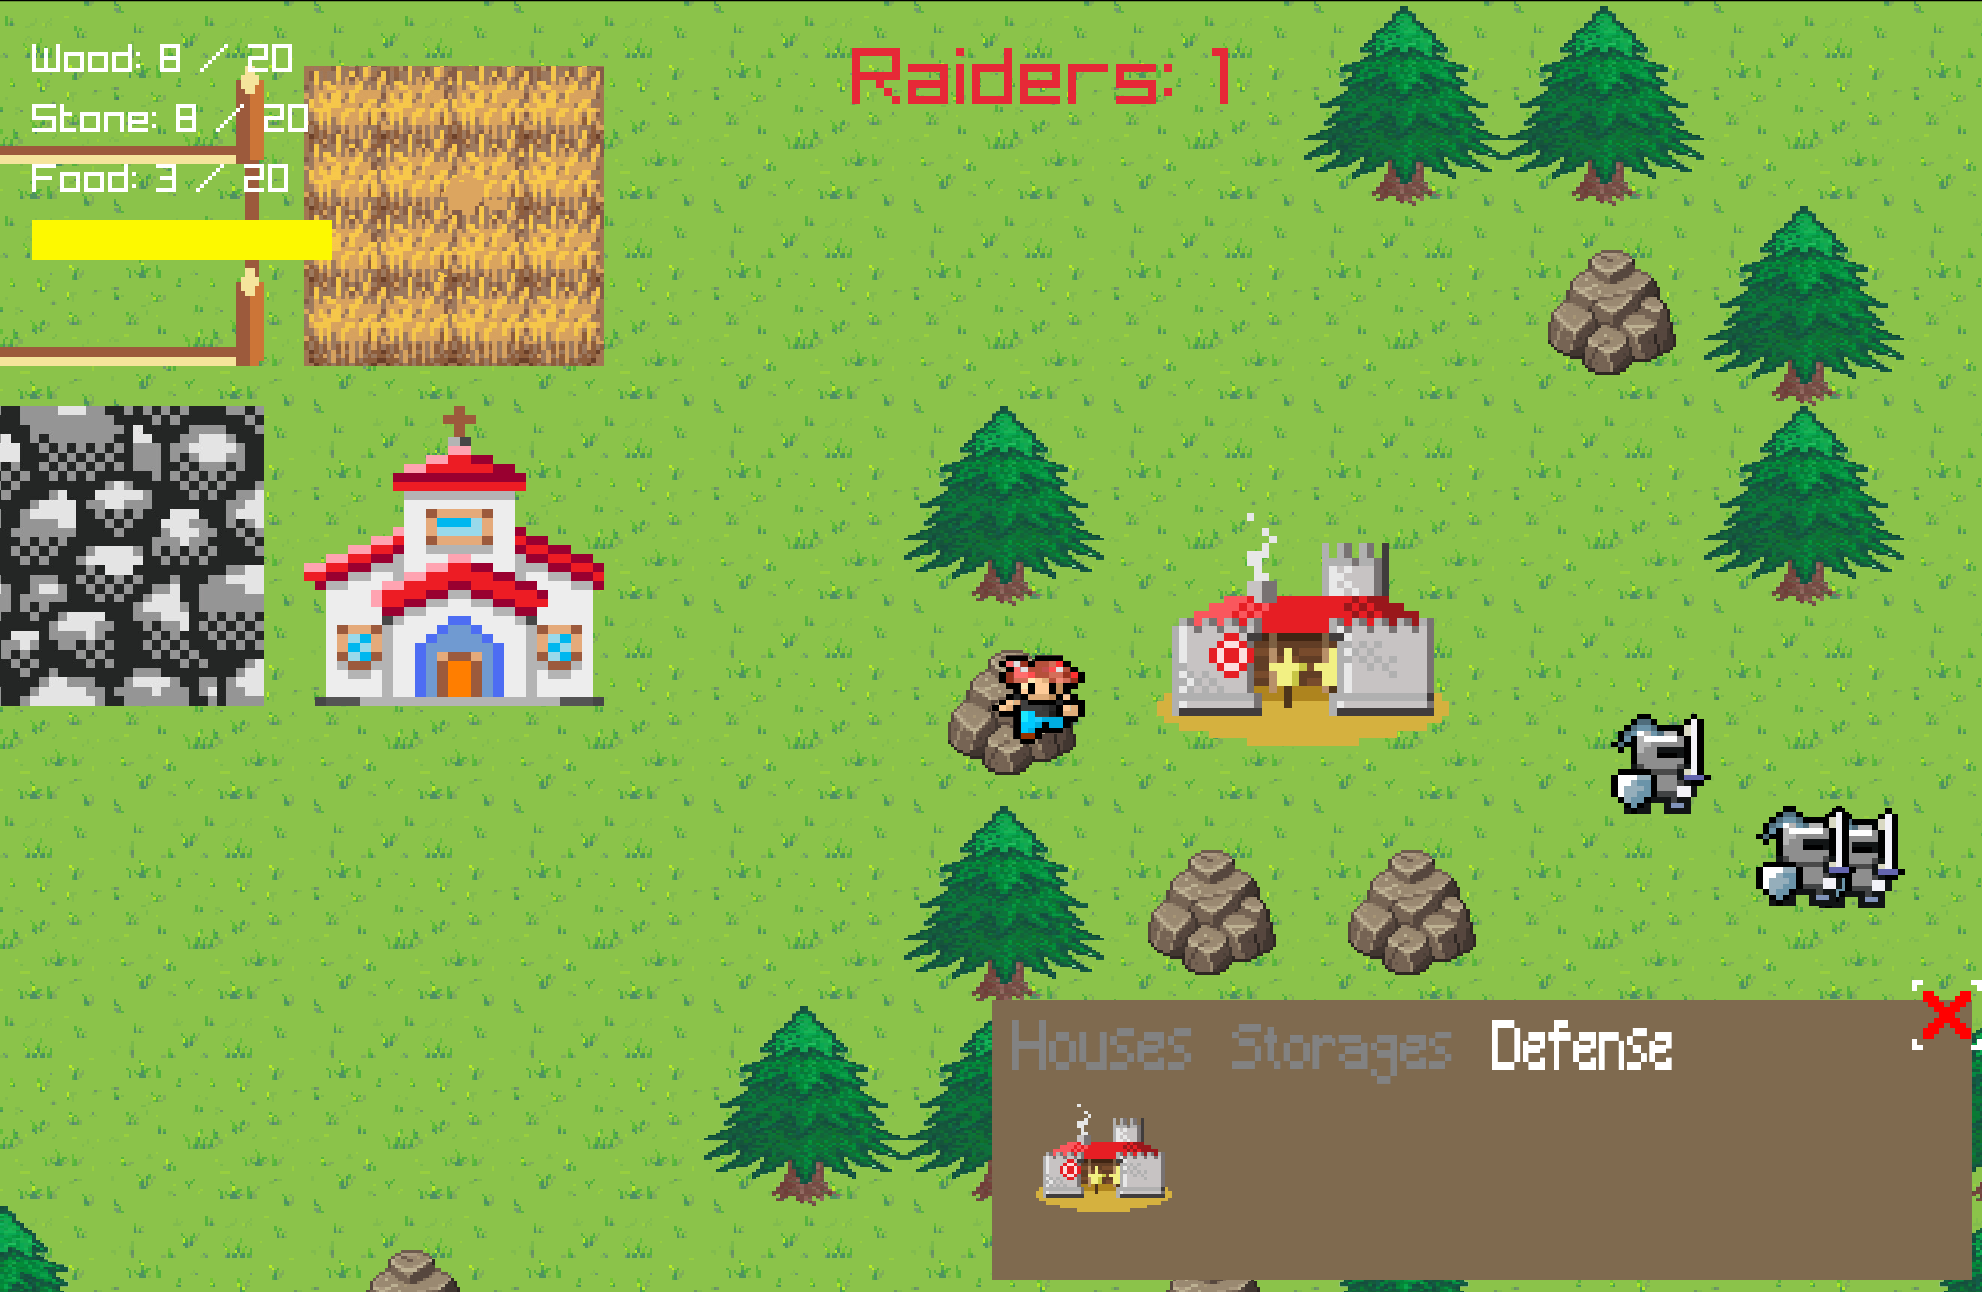 Wood: 8 / 20
Raiders: 1
Stone: 8 / 20
Food: 3 / 20
Houses Storages Defense